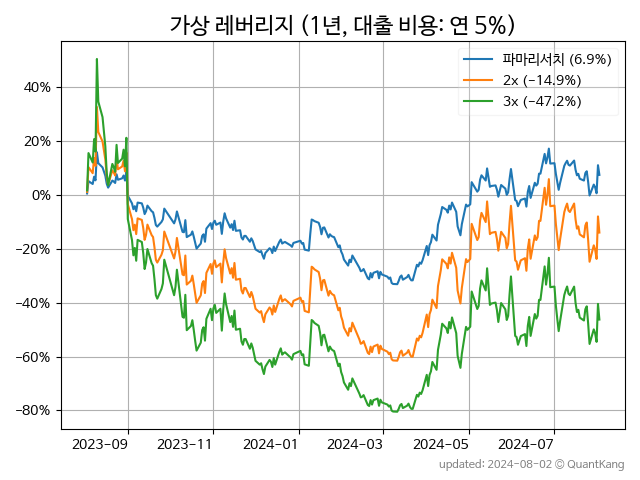 가상 레버리지 (1년, 대출 비용: 연 5%)
파마리서치 (6.9%)
2x (−14.9%)
3x (−47.2%)
40%
20%
0%
−20%
−40%
−60%
−80%
2023-09
2023-11
2024-01
2024-03
2024-05
2024-07
updated: 2024-08-02 © QuantKang